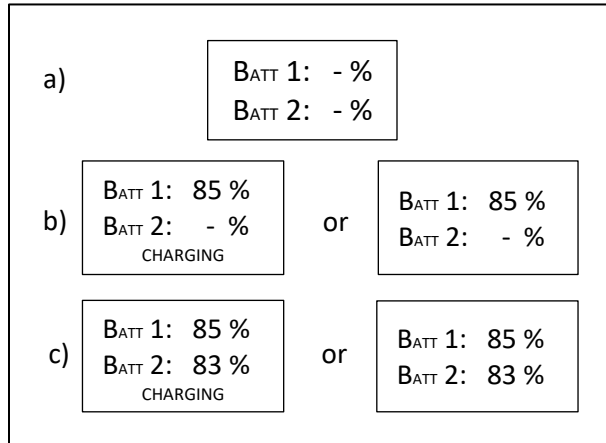 a)
BATT 1: - %
BATT 2: - %
b)
BATT 1: 85 %
BATT 2: - %
CHARGING
or
BATT 1: 85 %
BATT 2: - %
c)
BATT 1: 85 %
BATT 2: 83 %
CHARGING
or
BATT 1: 85 %
BATT 2: 83 %